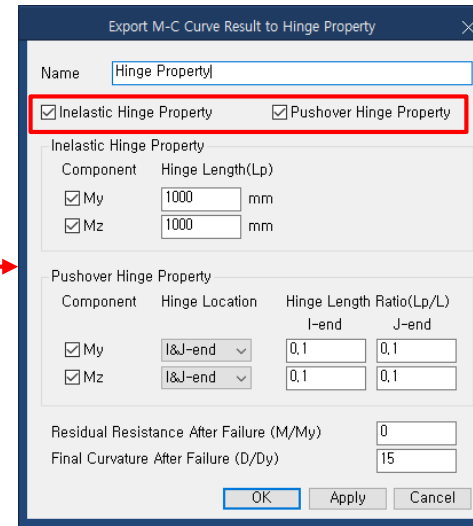 Export M-C Curve Result to Hinge Property
Name Hinge Property
Inelastic Hinge Property Pushover Hinge Property
Inelastic Hinge Property
Component Hinge Length(Lp)
My 1000 mm
Mz 1000 mm
Pushover Hinge Property
Component Hinge Location Hinge Length Ratio(Lp/L)
I-end J-end
My I&J-end 0,1 0,1
Mz I&J-end 0,1 0,1
Residual Resistance After Failure (M/My) 0
Final Curvature After Failure (D/Dy) 15
OK Apply Cancel